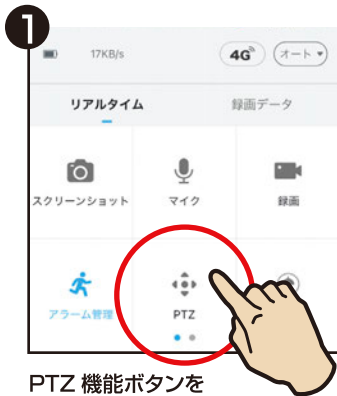 1
17KB/s
4G
オート
リアルタイム 録画データ
スクリーンショット マイク 録画
アラーム管理 PTZ
PTZ 機能ボタンを